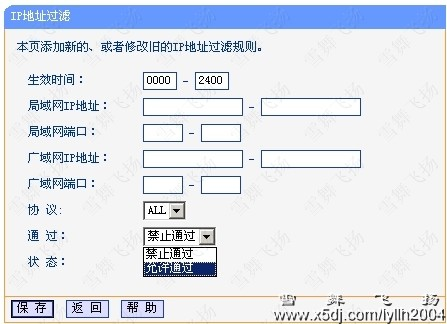 IP地址过滤
本页添加新的、或者修改旧的IP地址过滤规则。
生效时间： 0000 - 2400
局域网IP地址： -
局域网端口： -
广域网IP地址： -
广域网端口： -
协 议： ALL
通 过： 禁止通过
禁止通过
允许通过
状 态：
保 存 返 回 帮 助
雪 舞 飞 扬
www.x5dj.com/lyllh2004